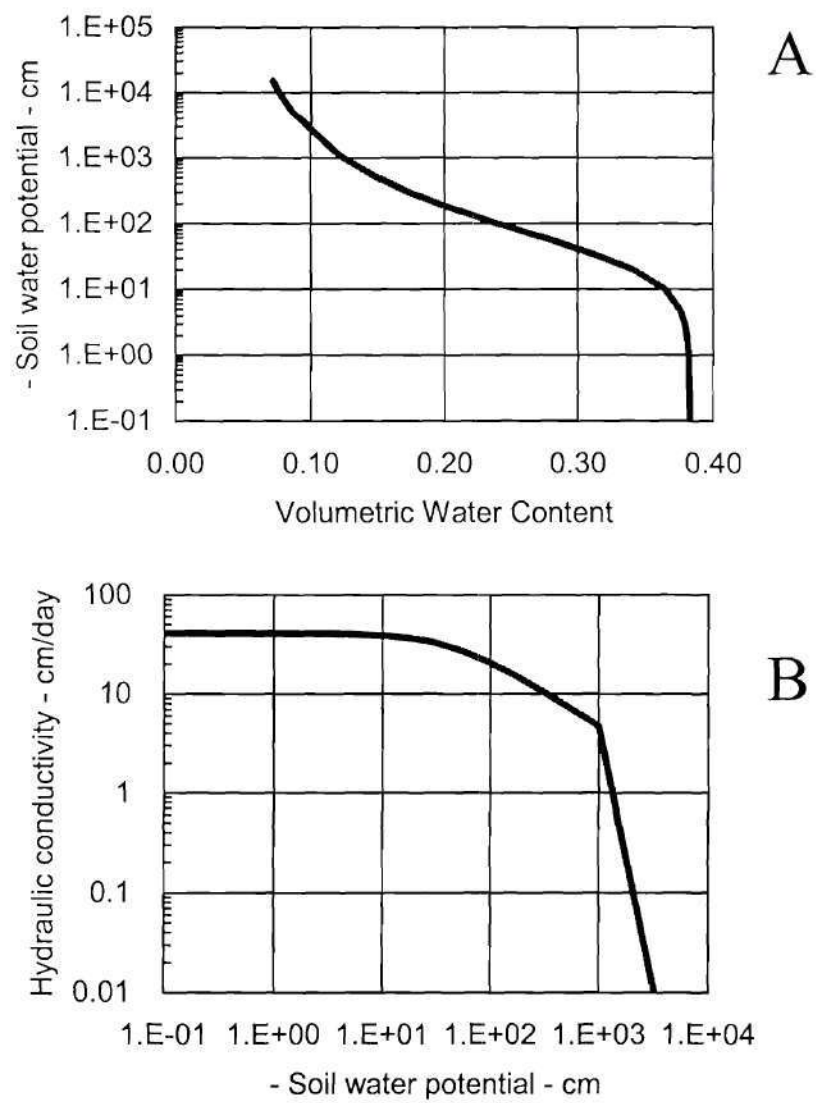 1.E+05
A
1.E+04
1.E+03
1.E+02
1.E+01
1.E+00
1.E-01
- Soil water potential - cm
0.00 0.10 0.20 0.30 0.40
Volumetric Water Content
100
10
B
1
0.1
0.01
Hydraulic conductivity - cm/day
1.E-01 1.E+00 1.E+01 1.E+02 1.E+03 1.E+04
- Soil water potential - cm